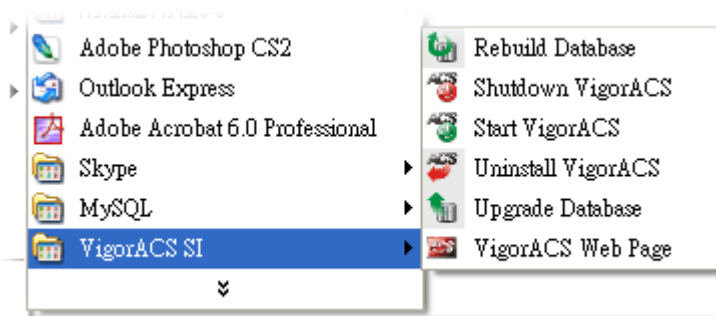 Adobe Photoshop CS2
Outlook Express
Adobe Acrobat 6.0 Professional
Skype
MySQL
VigorACS SI
Rebuild Database
Shutdown VigorACS
Start VigorACS
Uninstall VigorACS
Upgrade Database
VigorACS Web Page